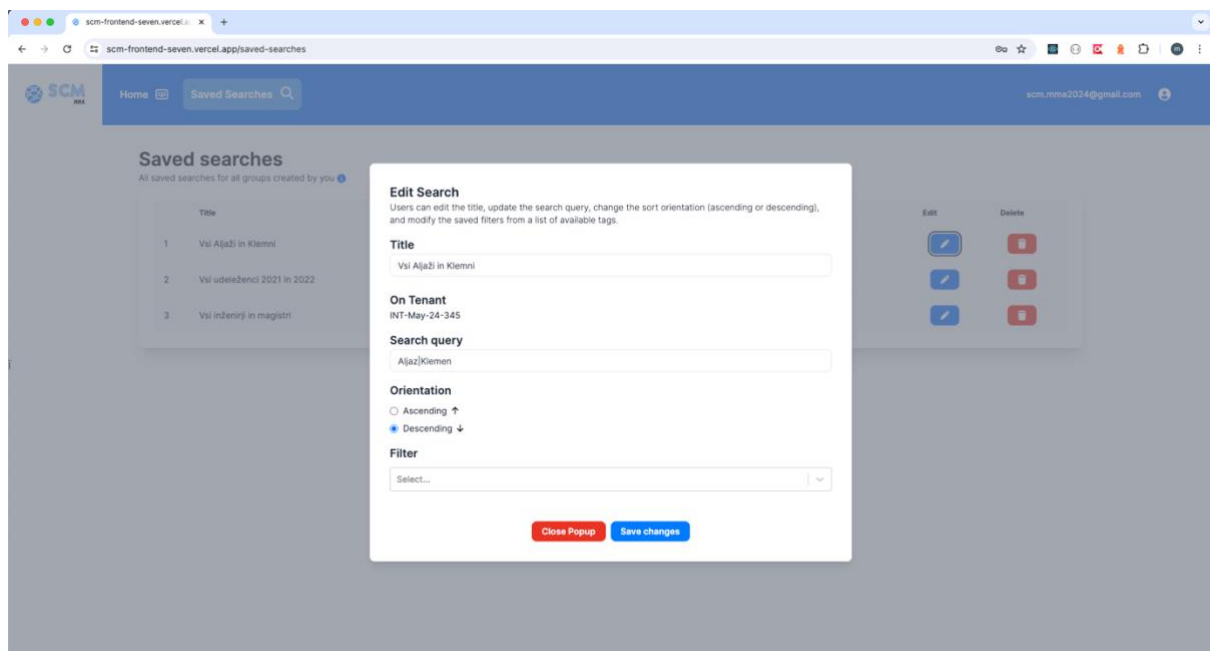 scm-frontend-seven.vercel.a
scm-frontend-seven.vercel.app/saved-searches
SCM
MMA
Home
Saved Searches
scm.mma2024@gmail.com
Saved searches
All saved searches for all groups created by you
Title
Edit
Delete
1 Vsi Aljaži in Klemni
2 Vsi udeleženci 2021 in 2022
3 Vsi inženirji in magistri
Edit Search
Users can edit the title, update the search query, change the sort orientation (ascending or descending),
and modify the saved filters from a list of available tags.
Title
Vsi Aljaži in Klemni
On Tenant
INT-May-24-345
Search query
Aljaz|Klemen
Orientation
Ascending ↑
Descending ↓
Filter
Select...
Close Popup
Save changes